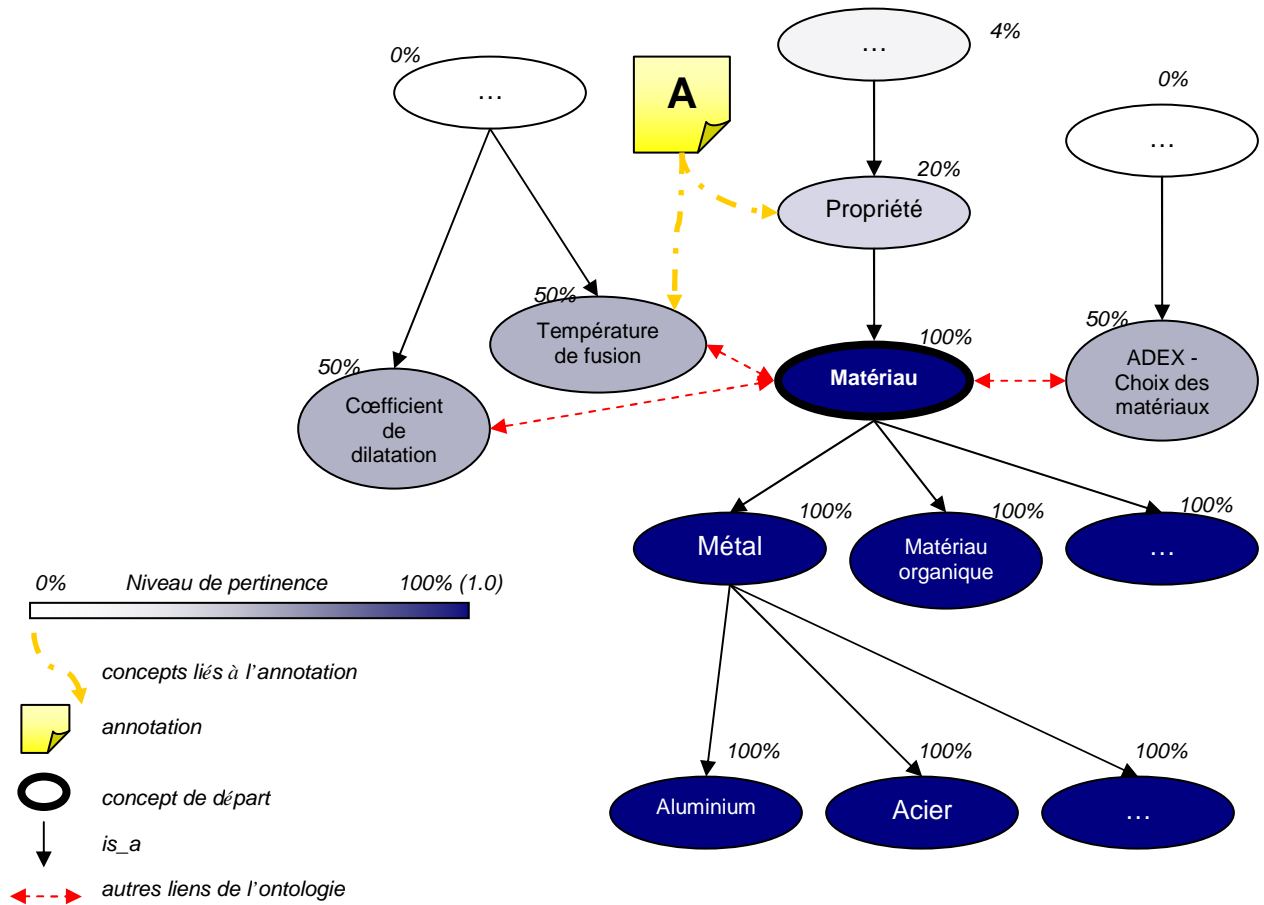 4%
…
0%
…
A
0%
…
20%
Propriété
50%
Température
de fusion
100%
Matériau
50%
ADEX -
Choix des
matériaux
50%
Cœfficient
de
dilatation
100%
Métal
100%
Matériau
organique
100%
…
0%
Niveau de pertinence
100% (1.0)
concepts liés à l'annotation
annotation
concept de départ
is_a
autres liens de l'ontologie
100%
Aluminium
100%
Acier
100%
…